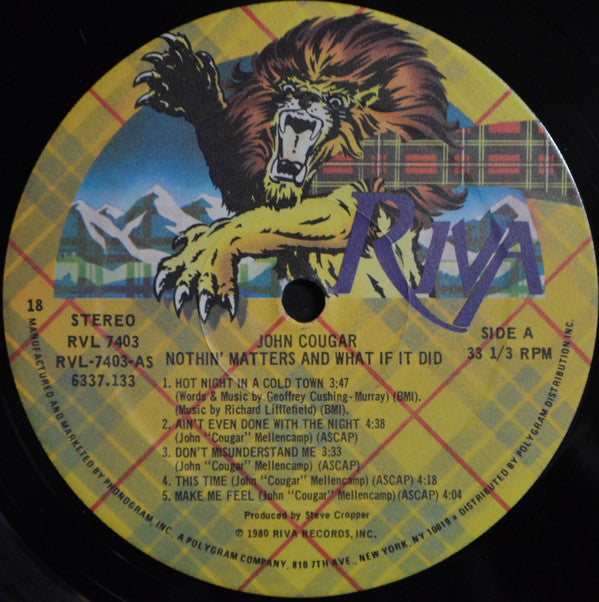 RIVA
18
STEREO
RVL 7403
RVL-7403-AS
6337.133
SIDE A
33 1/3 RPM
JOHN COUGAR
NOTHIN' MATTERS AND WHAT IF IT DID
1. HOT NIGHT IN A COLD TOWN 3:47
(Words & Music by Geoffrey Cushing-Murray) (BMI).
(Music by Richard Littlefield) (BMI).
2. AIN'T EVEN DONE WITH THE NIGHT 4:38
(John "Cougar" Mellencamp) (ASCAP)
3. DON'T MISUNDERSTAND ME 3:33
(John "Cougar" Mellencamp) (ASCAP)
4. THIS TIME (John "Cougar" Mellencamp) (ASCAP) 4:18
5. MAKE ME FEEL (John "Cougar" Mellencamp) (ASCAP) 4:04
Produced by Steve Cropper
℗ 1980 RIVA RECORDS, INC.
MANUFACTURED AND MARKETED BY PHONOGRAM, INC. A POLYGRAM COMPANY, 810 7TH AVE., NEW YORK, NY 10019 • DISTRIBUTED BY POLYGRAM DISTRIBUTION INC.